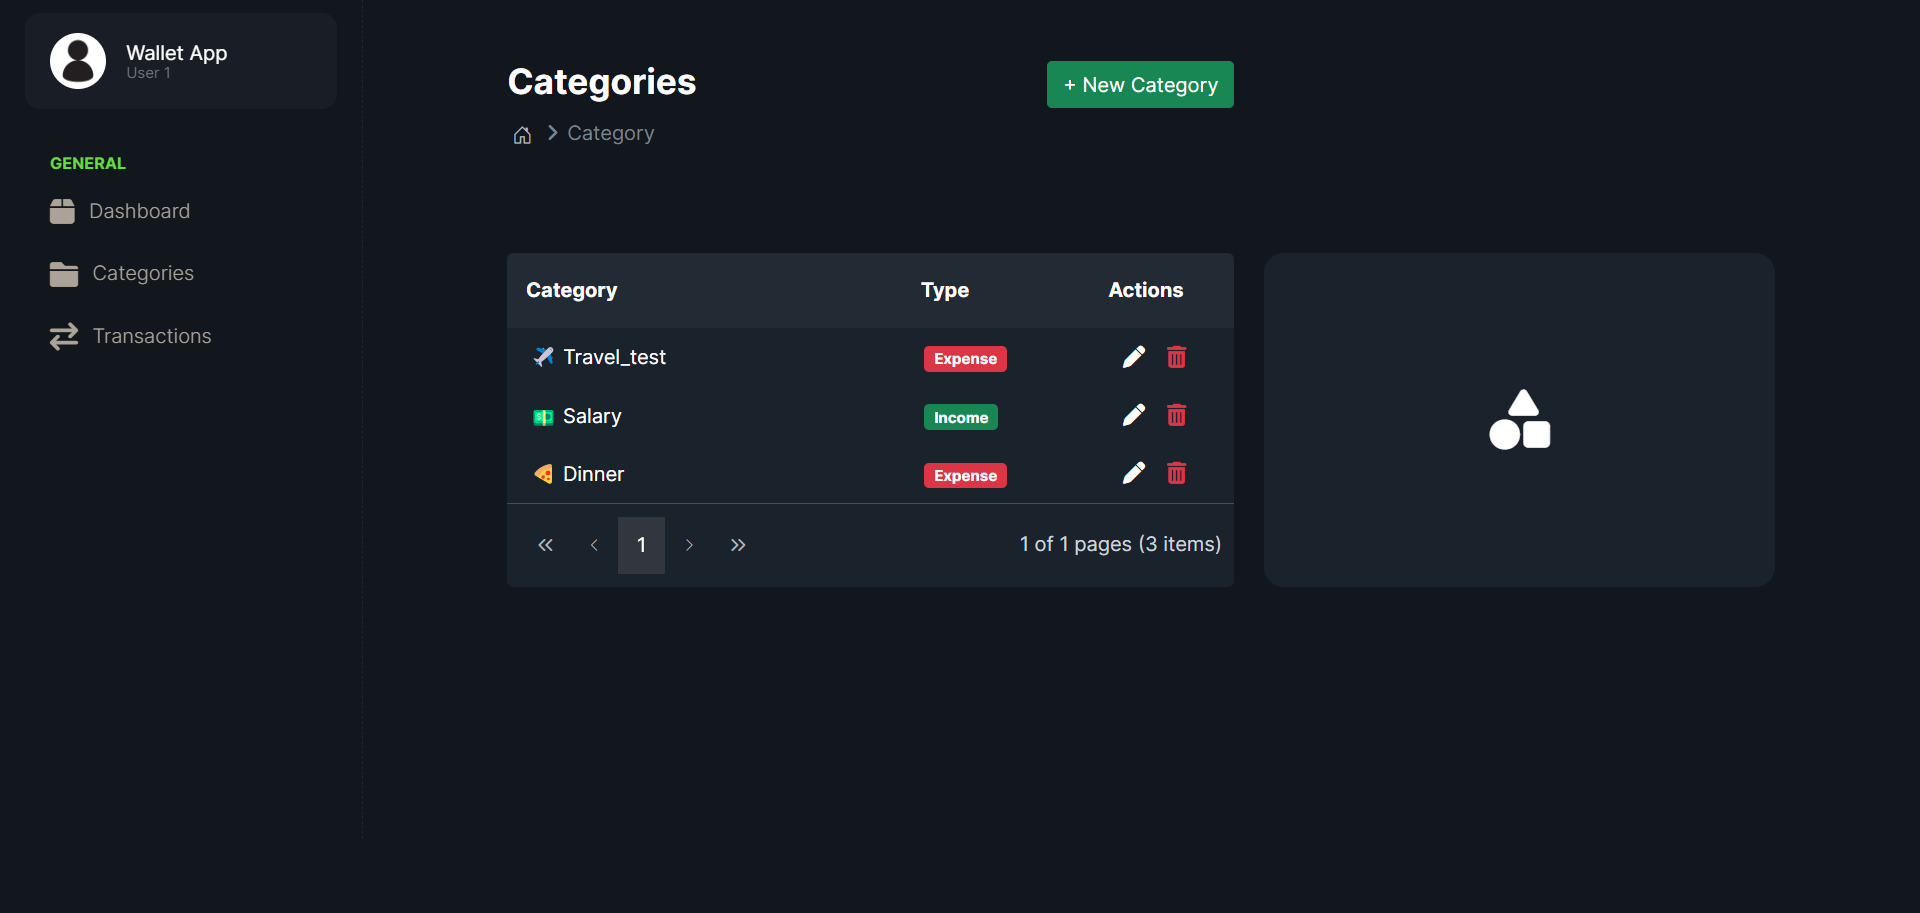 Wallet App
User 1
GENERAL
Dashboard
Categories
Transactions
Categories
+ New Category
Category
Category Type Actions
Travel_test Expense
Salary Income
Dinner Expense
« ‹ 1 › » 1 of 1 pages (3 items)